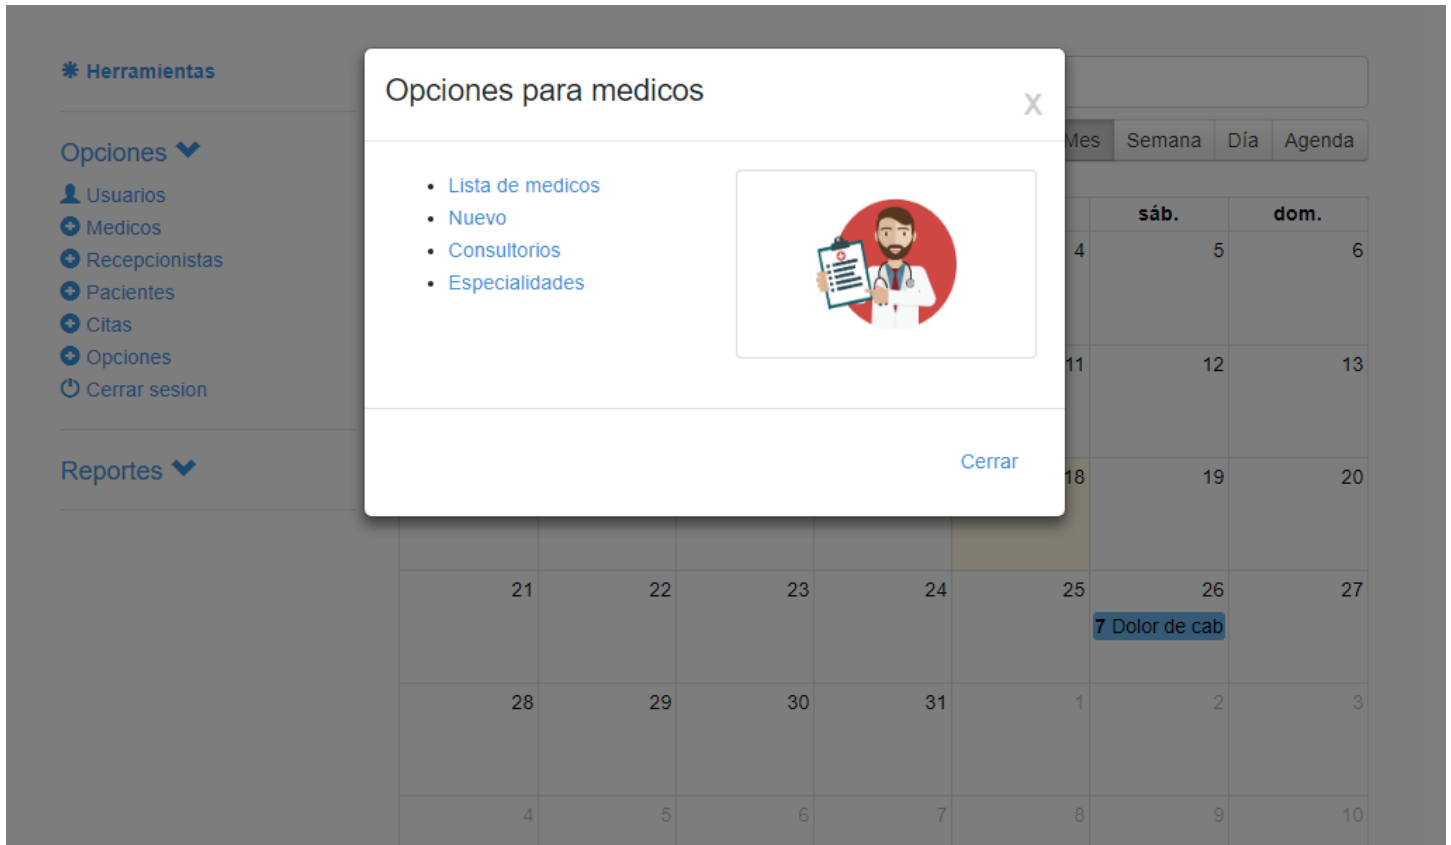 Herramientas
Opciones
Usuarios
Medicos
Recepcionistas
Pacientes
Citas
Opciones
Cerrar sesion
Reportes
Opciones para medicos
X
Lista de medicos
Nuevo
Consultorios
Especialidades
Cerrar
Mes Semana Día Agenda
sáb. dom.
4 5 6
11 12 13
18 19 20
21 22 23 24 25 26 27
7 Dolor de cab
28 29 30 31 1 2 3
4 5 6 7 8 9 10